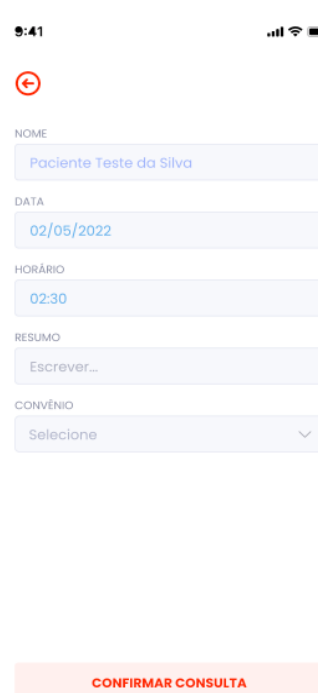 9:41
NOME
Paciente Teste da Silva
DATA
02/05/2022
HORÁRIO
02:30
RESUMO
Escrever...
CONVÊNIO
Selecione
CONFIRMAR CONSULTA